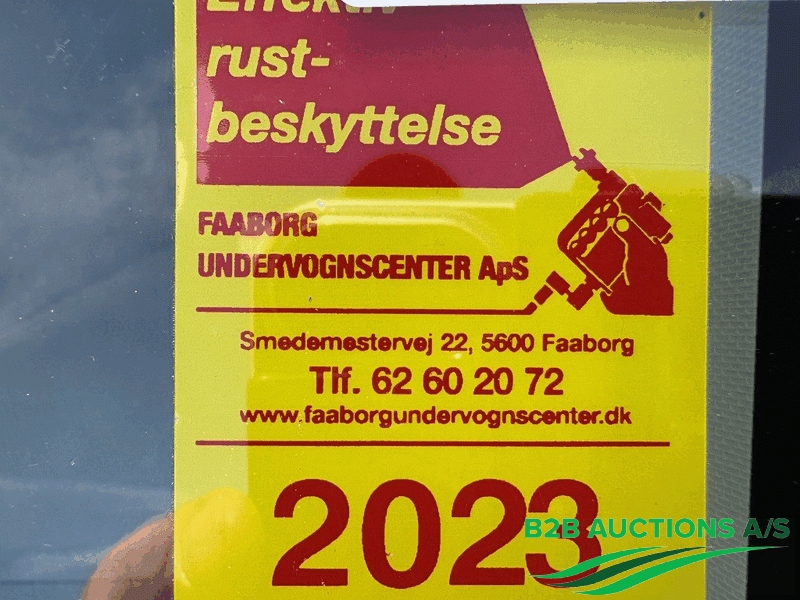 Effektiv
rust-
beskyttelse
FAABORG
UNDERVOGNSCENTER ApS
Smedemestervej 22, 5600 Faaborg
Tlf. 62 60 20 72
www.faaborgundervognscenter.dk
2023
B2B AUCTIONS A/S